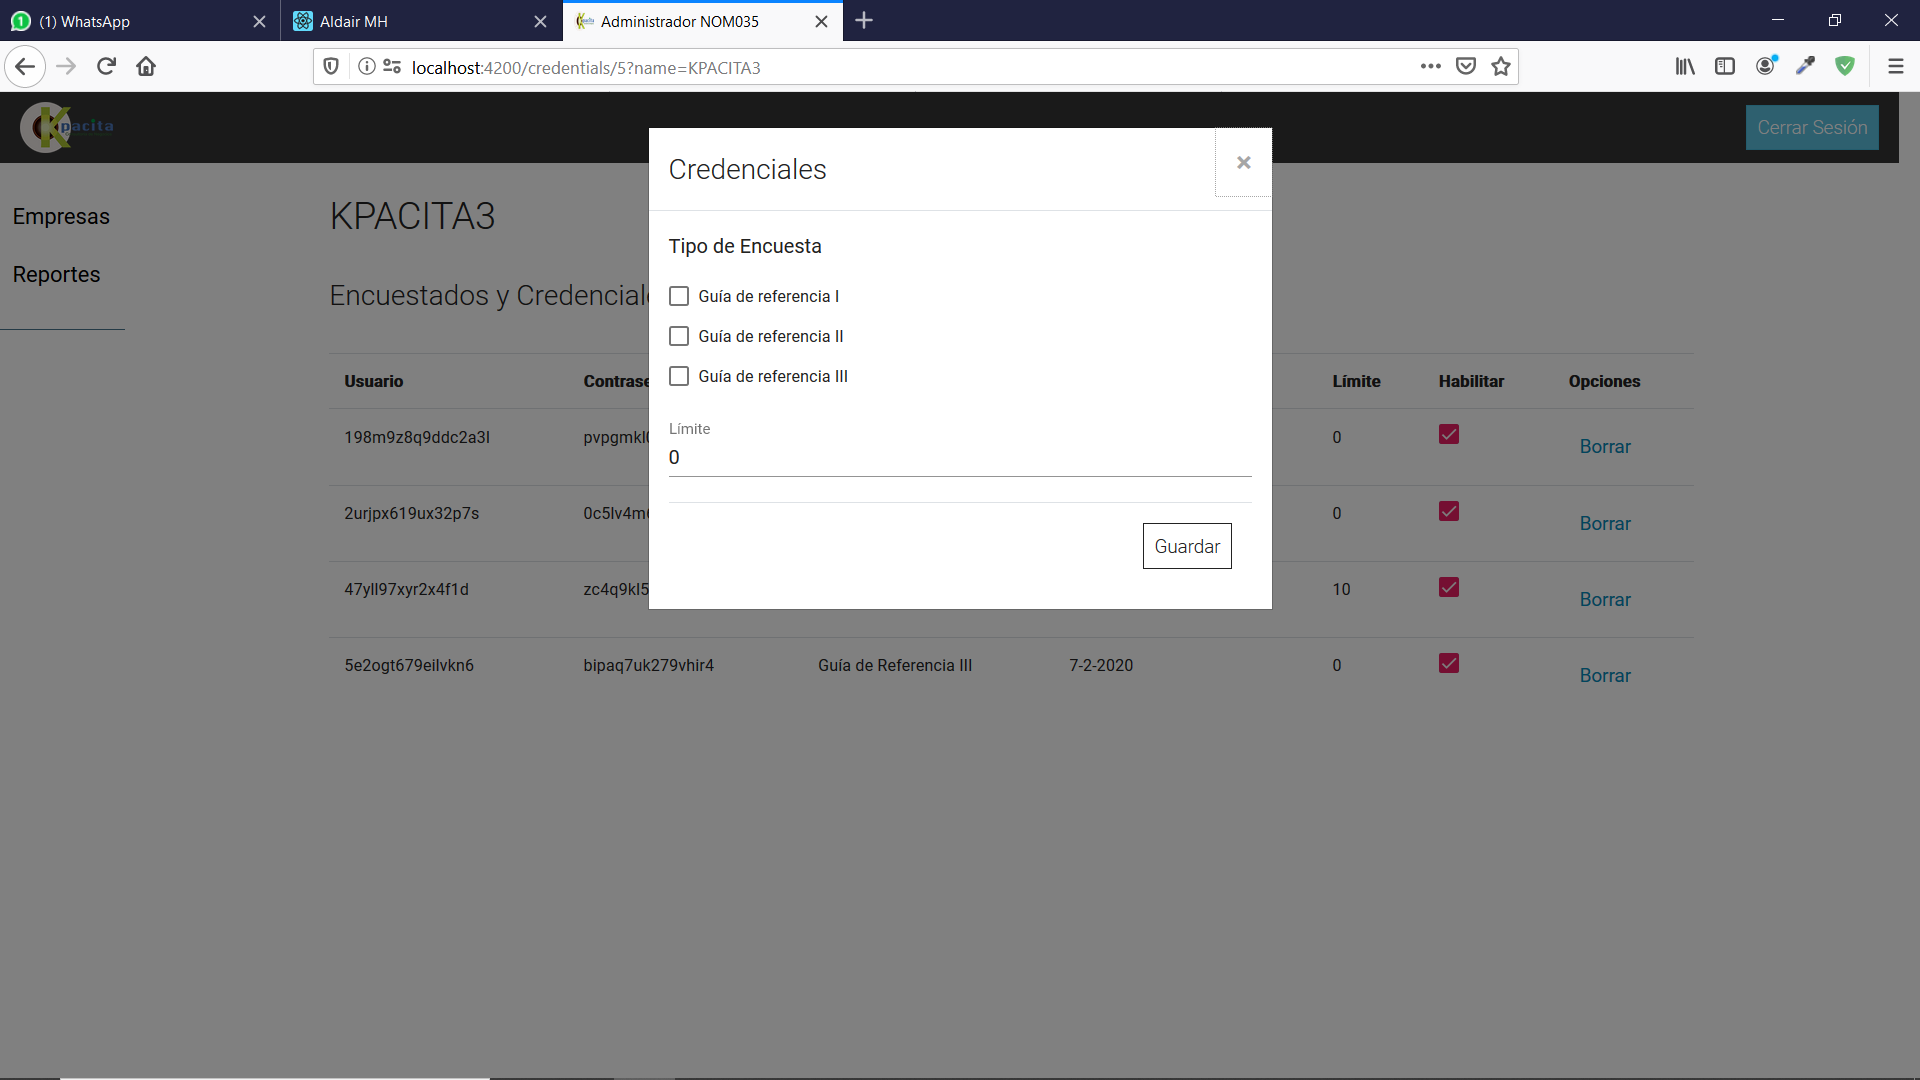 (1) WhatsApp
Aldair MH
Administrador NOM035
localhost:4200/credentials/5?name=KPACITA3
Kpacita
Cerrar Sesión
Empresas
Reportes
KPACITA3
Encuestados y Credenciale
Credenciales
×
Tipo de Encuesta
Guía de referencia I
Guía de referencia II
Guía de referencia III
Límite
0
Guardar
Usuario Contrase Límite Habilitar Opciones
198m9z8q9ddc2a3l 0 Borrar
2urjpx619ux32p7s 0 Borrar
47yll97xyr2x4f1d zc4q9kl5 10 Borrar
5e2ogt679eilvkn6 bipaq7uk279vhir4 Guía de Referencia III 7-2-2020 0 Borrar